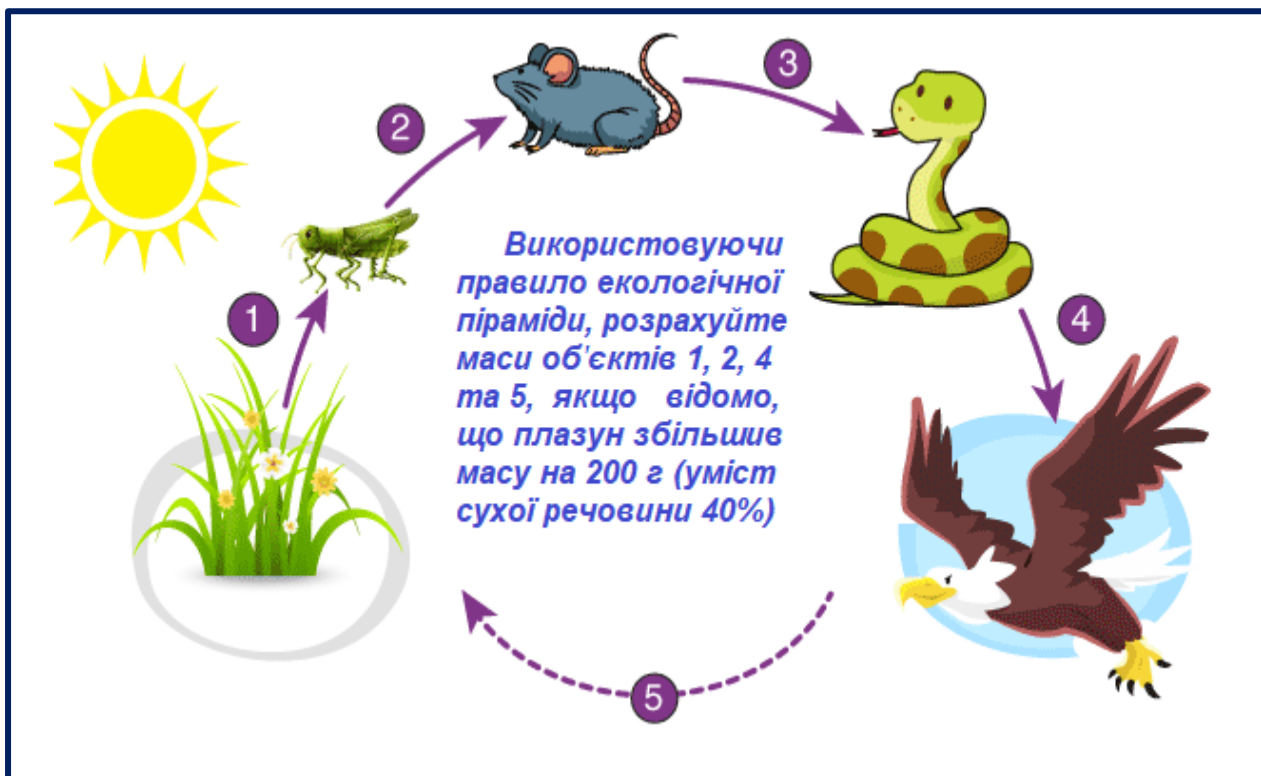 3
2
1
4
Використовуючи
правило екологічної
піраміди, розрахуйте
маси об'єктів 1, 2, 4
та 5, якщо відомо,
що плазун збільшив
масу на 200 г (уміст
сухої речовини 40%)
5